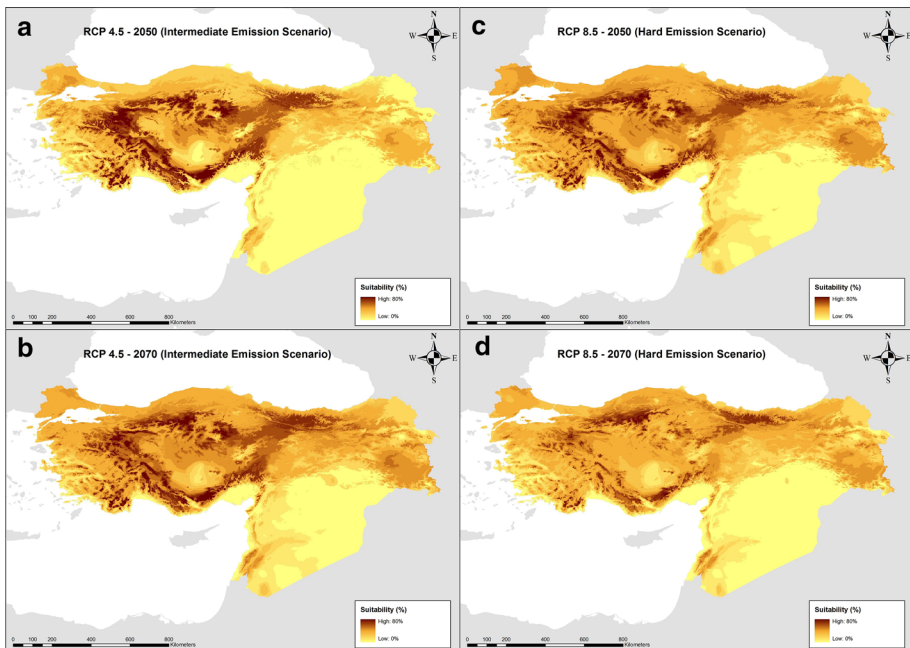 a
RCP 4.5 - 2050 (Intermediate Emission Scenario)
N
W E
S
Suitability (%)
High: 80%
Low: 0%
0 100 200 400 600 800
Kilometers
c
RCP 8.5 - 2050 (Hard Emission Scenario)
N
W E
S
Suitability (%)
High: 80%
Low: 0%
0 100 200 400 600 800
Kilometers
b
RCP 4.5 - 2070 (Intermediate Emission Scenario)
N
W E
S
Suitability (%)
High: 80%
Low: 0%
0 100 200 400 600 800
Kilometers
d
RCP 8.5 - 2070 (Hard Emission Scenario)
N
W E
S
Suitability (%)
High: 80%
Low: 0%
0 100 200 400 600 800
Kilometers